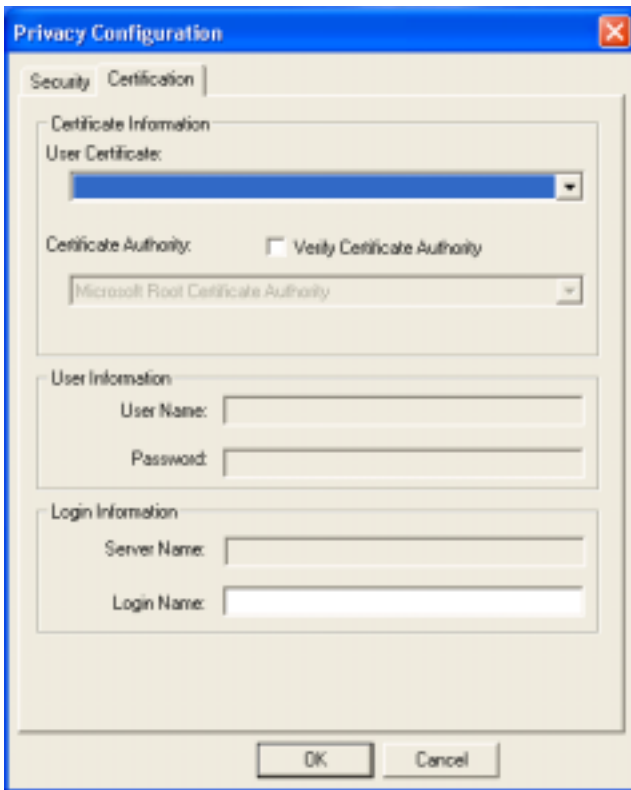 Privacy Configuration
Security Certification
Certificate Information
User Certificate:
Certificate Authority: Verify Certificate Authority
Microsoft Root Certificate Authority
User Information
User Name:
Password:
Login Information
Server Name:
Login Name:
OK Cancel